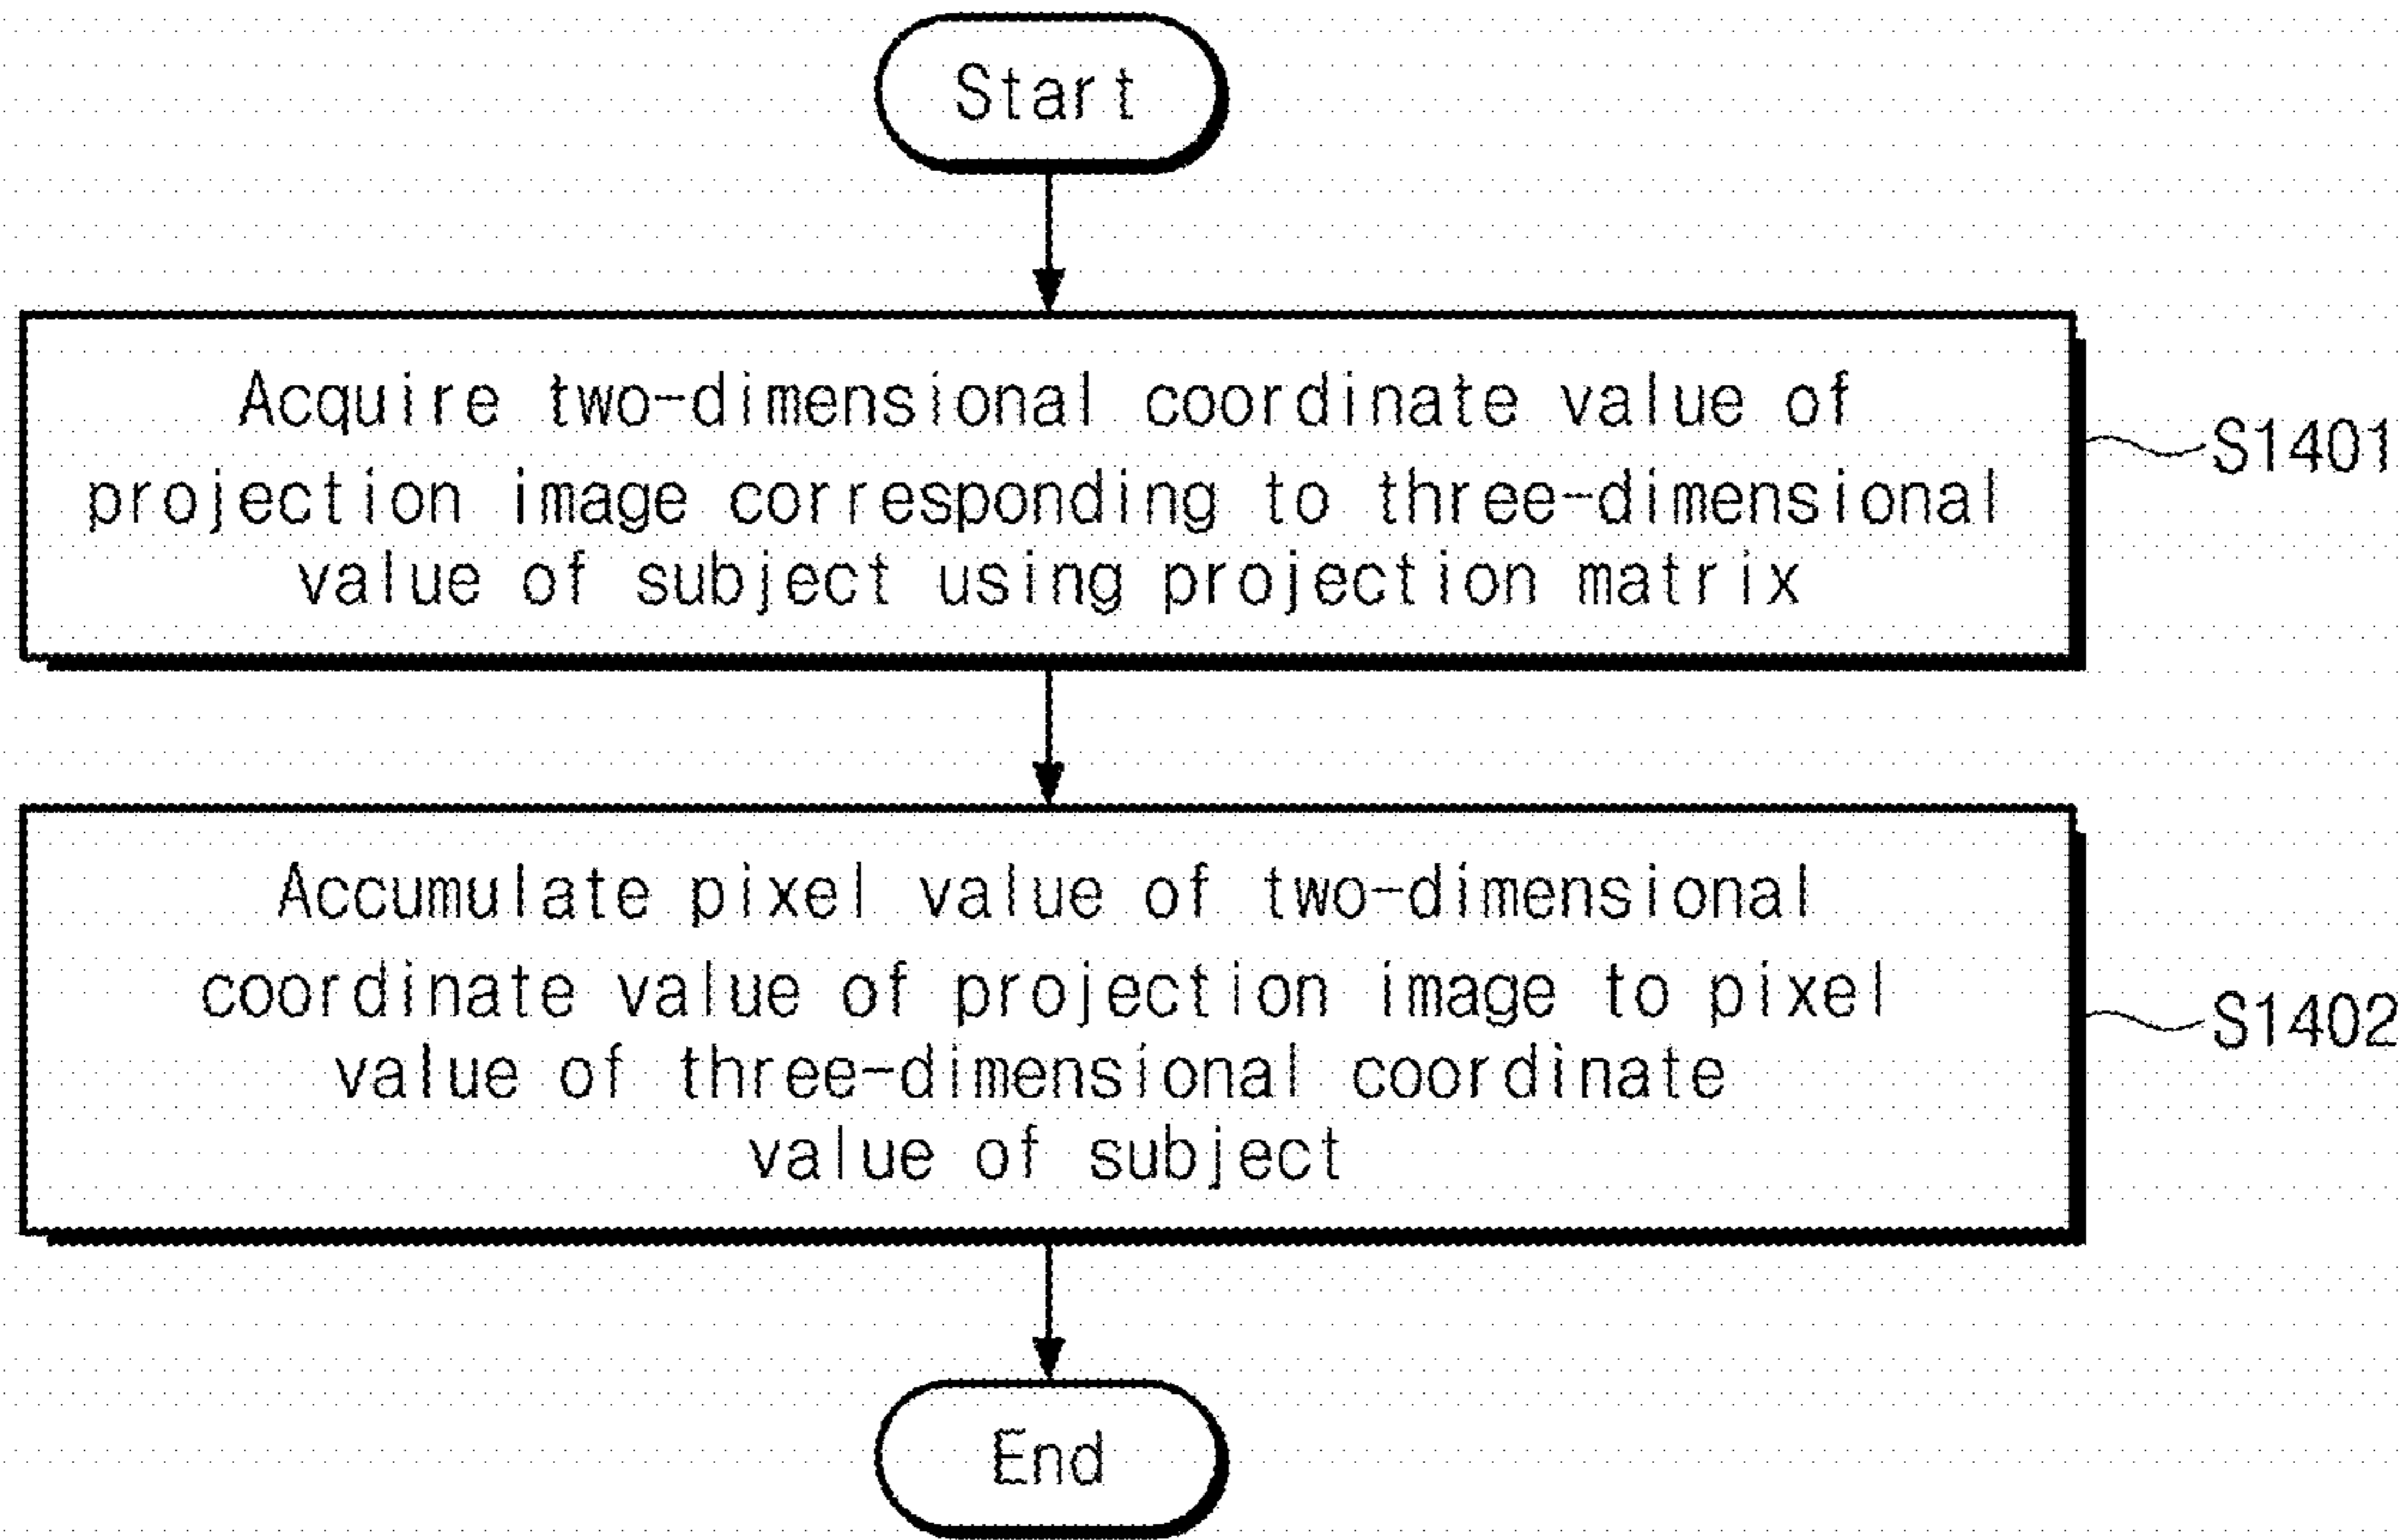 Start
Acquire two-dimensional coordinate value of
projection image corresponding to three-dimensional
value of subject using projection matrix
S1401
Accumulate pixel value of two-dimensional
coordinate value of projection image to pixel
value of three-dimensional coordinate
value of subject
S1402
End